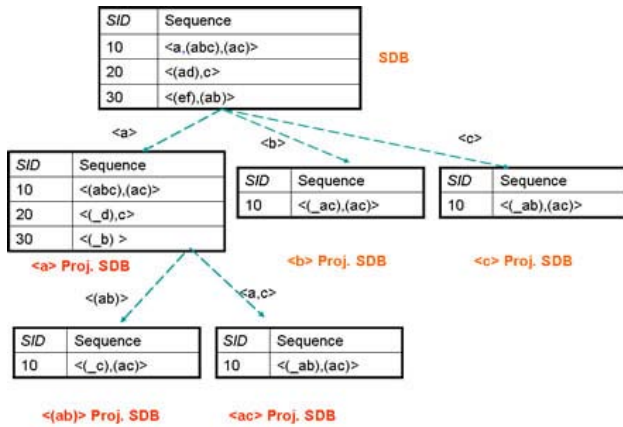 SID Sequence
10 <a,(abc),(ac)>
20 <(ad),c>
30 <(ef),(ab)>
SDB
<a>
<b>
<c>
SID Sequence
10 <(abc),(ac)>
20 <(_d),c>
30 <(_b) >
SID Sequence
10 <(_ac),(ac)>
SID Sequence
10 <(_ab),(ac)>
<a> Proj. SDB
<b> Proj. SDB
<c> Proj. SDB
<(ab)>
<a,c>
SID Sequence
10 <(_c),(ac)>
SID Sequence
10 <(_ab),(ac)>
<(ab)> Proj. SDB
<ac> Proj. SDB